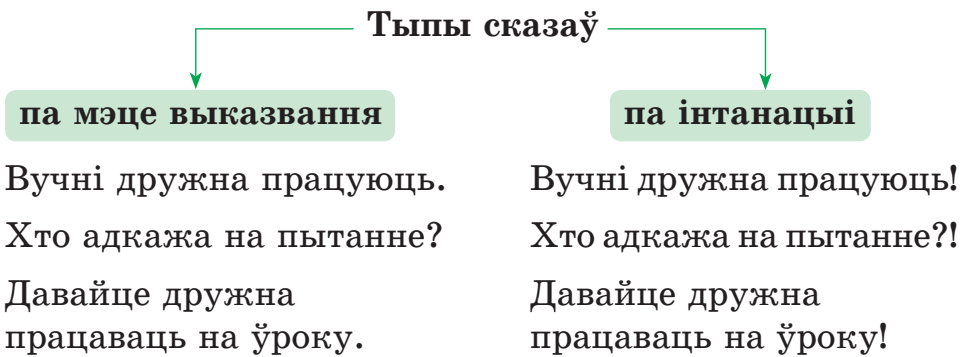 Тыпы сказаў
па мэце выказвання
Вучні дружна працуюць.
Хто адкажа на пытанне?
Давайце дружна
працаваць на ўроку.
па інтанацыі
Вучні дружна працуюць!
Хто адкажа на пытанне?!
Давайце дружна
працаваць на ўроку!